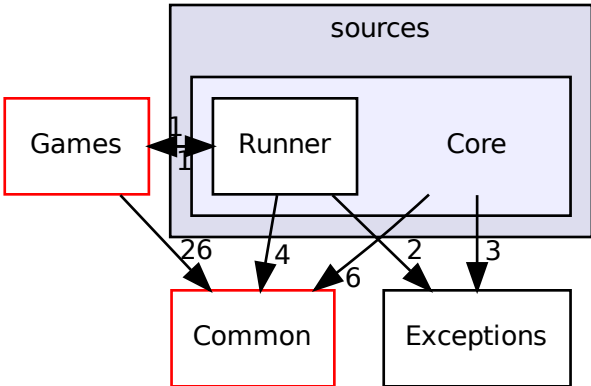 sources
Games
Runner
Core
1
1
26
4
2
3
6
Common
Exceptions